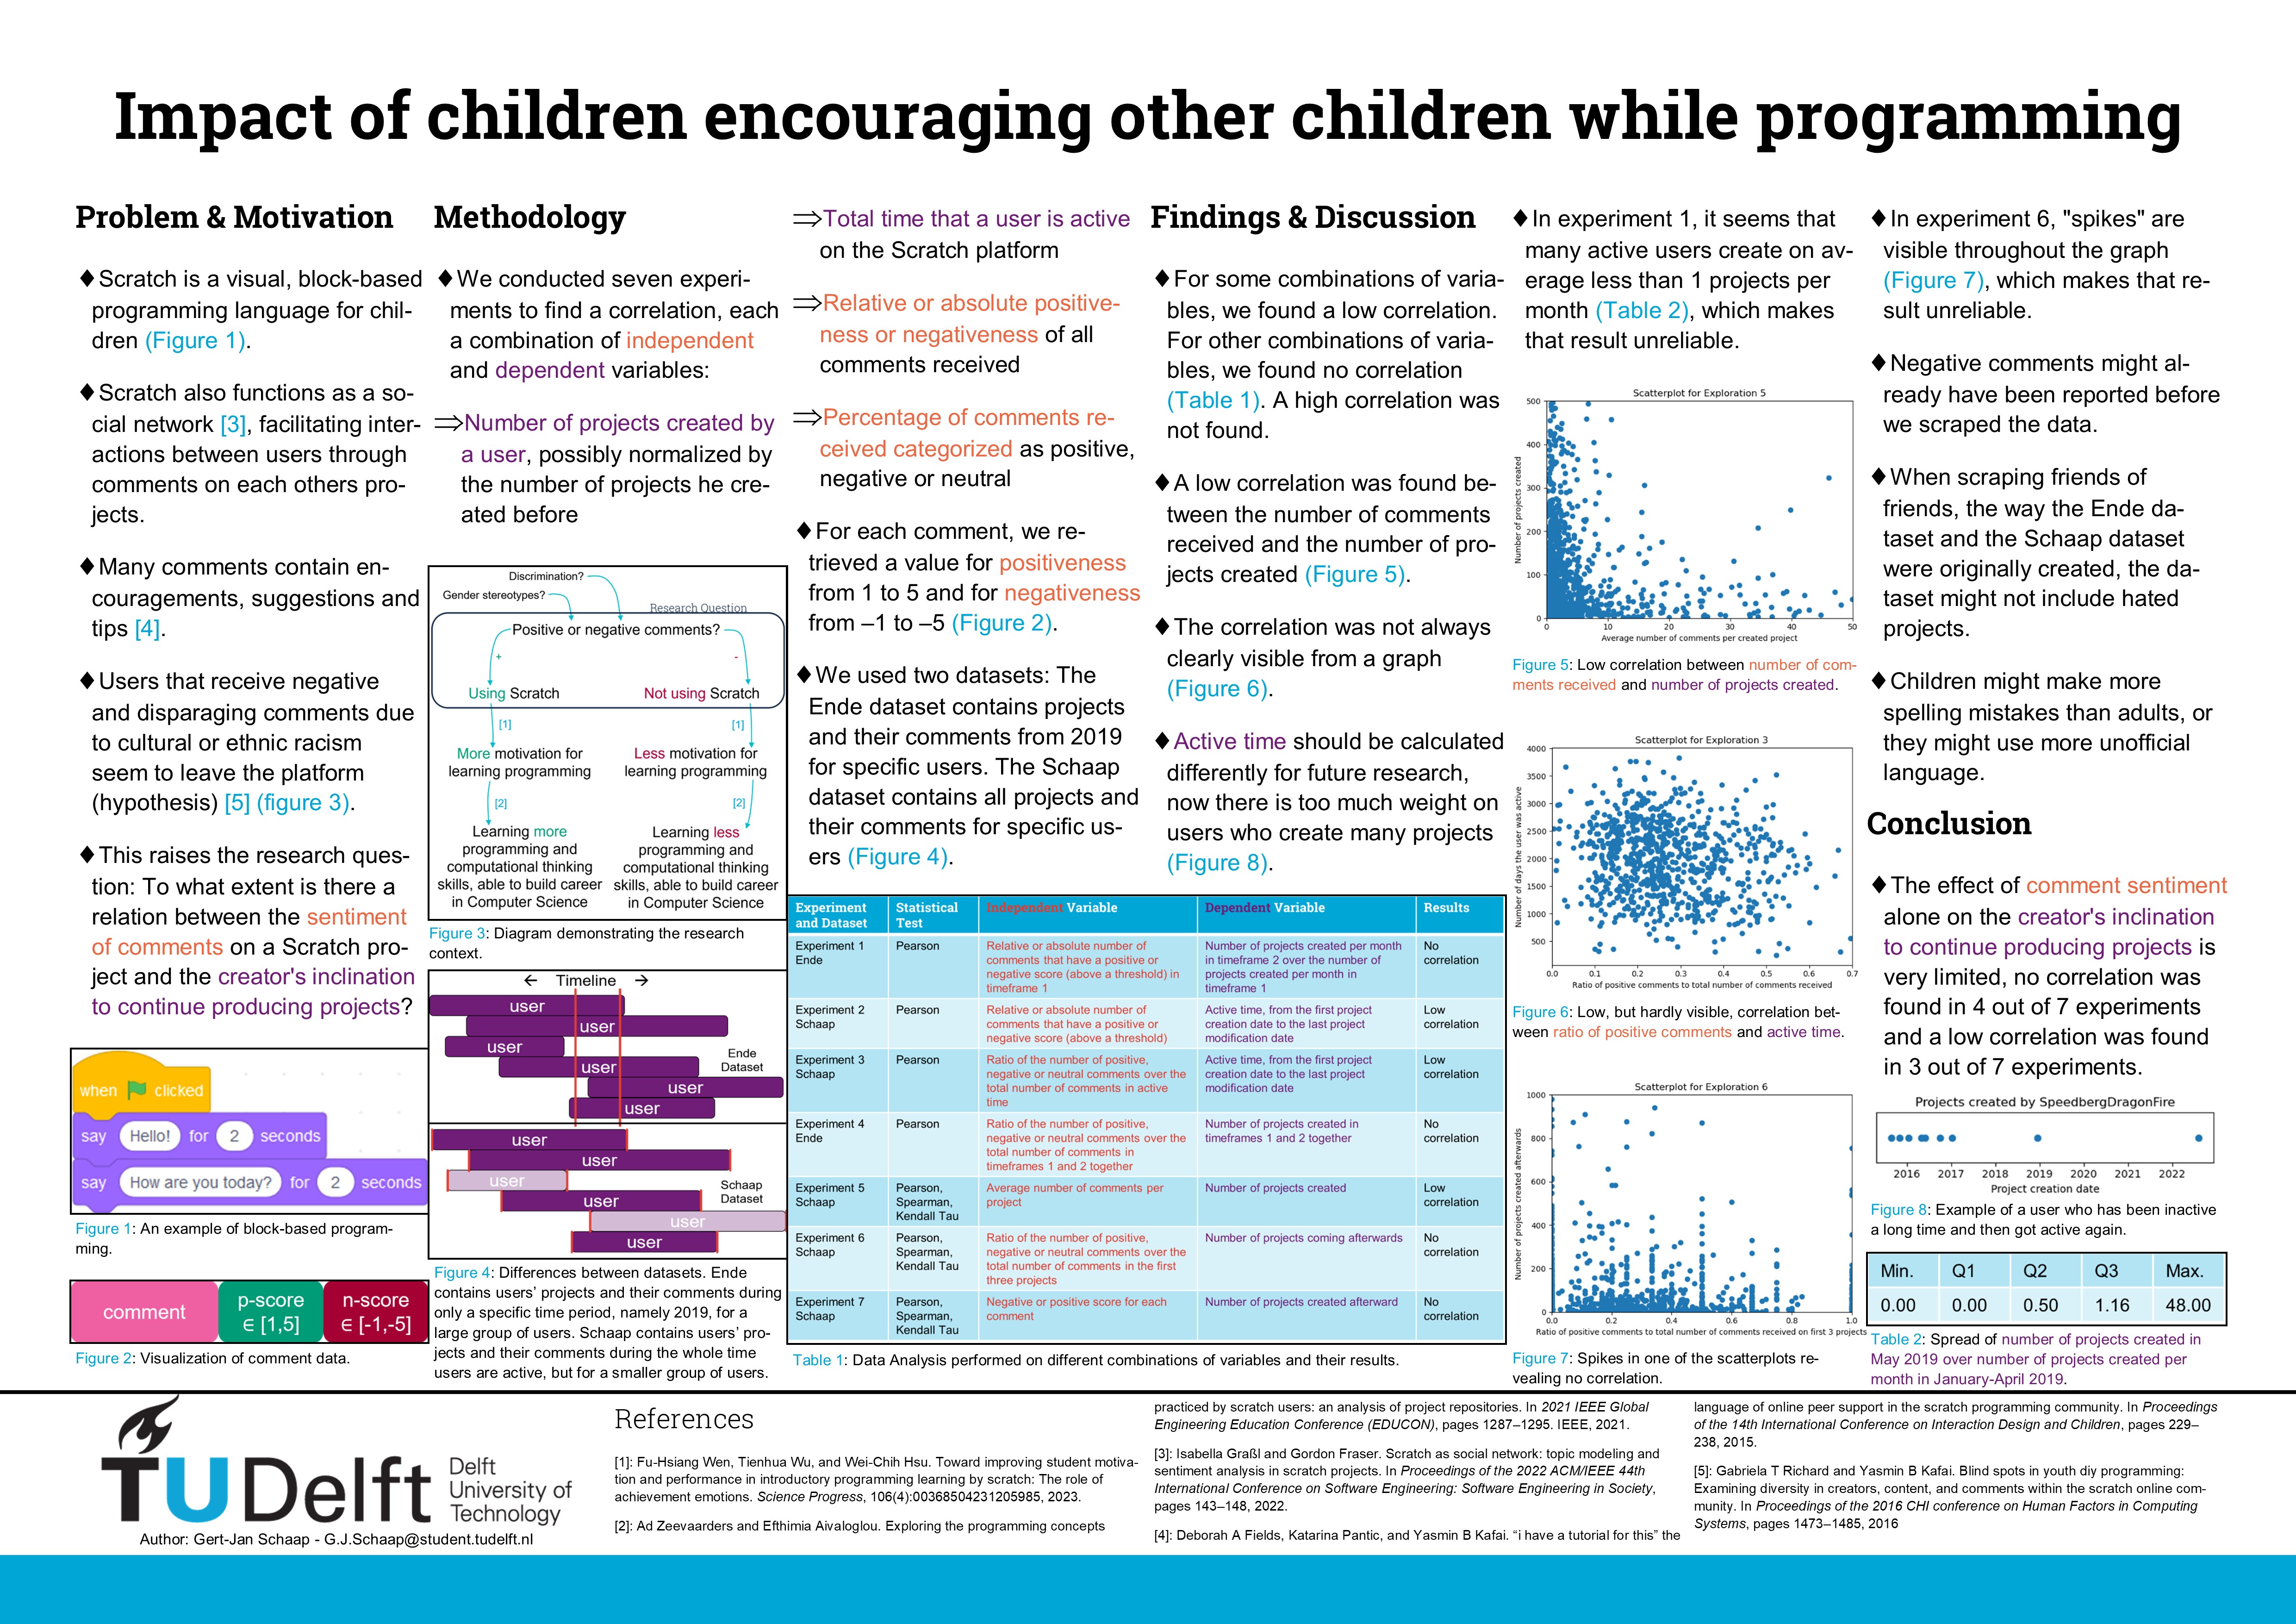 Impact of children encouraging other children while programming
Problem & Motivation
♦Scratch is a visual, block-based
programming language for chil-
dren (Figure 1).
♦Scratch also functions as a so-
cial network [3], facilitating inter-
actions between users through
comments on each others pro-
jects.
♦Many comments contain en-
couragements, suggestions and
tips [4].
♦Users that receive negative
and disparaging comments due
to cultural or ethnic racism
seem to leave the platform
(hypothesis) [5] (figure 3).
♦This raises the research ques-
tion: To what extent is there a
relation between the sentiment
of comments on a Scratch pro-
ject and the creator's inclination
to continue producing projects?
when clicked
say Hello! for 2 seconds
say How are you today? for 2 seconds
Figure 1: An example of block-based program-
ming.
comment
p-score
∈ [1,5]
n-score
∈ [-1,-5]
Figure 2: Visualization of comment data.
Methodology
♦We conducted seven experi-
ments to find a correlation, each
a combination of independent
and dependent variables:
⇒Number of projects created by
a user, possibly normalized by
the number of projects he cre-
ated before
Discrimination?
Gender stereotypes?
Research Question
Positive or negative comments?
+ -
Using Scratch Not using Scratch
[1] [1]
More motivation for
learning programming
Less motivation for
learning programming
[2] [2]
Learning more
programming and
computational thinking
skills, able to build career
in Computer Science
Learning less
programming and
computational thinking
skills, able to build career
in Computer Science
Figure 3: Diagram demonstrating the research
context.
← Timeline →
user
user
user
user
user
user
Ende
Dataset
user
user
user
user
user
user
Schaap
Dataset
Figure 4: Differences between datasets. Ende
contains users' projects and their comments during
only a specific time period, namely 2019, for a
large group of users. Schaap contains users' pro-
jects and their comments during the whole time
users are active, but for a smaller group of users.
⇒Total time that a user is active
on the Scratch platform
⇒Relative or absolute positive-
ness or negativeness of all
comments received
⇒Percentage of comments re-
ceived categorized as positive,
negative or neutral
♦For each comment, we re-
trieved a value for positiveness
from 1 to 5 and for negativeness
from –1 to –5 (Figure 2).
♦We used two datasets: The
Ende dataset contains projects
and their comments from 2019
for specific users. The Schaap
dataset contains all projects and
their comments for specific us-
ers (Figure 4).
Findings & Discussion
♦For some combinations of varia-
bles, we found a low correlation.
For other combinations of varia-
bles, we found no correlation
(Table 1). A high correlation was
not found.
♦A low correlation was found be-
tween the number of comments
received and the number of pro-
jects created (Figure 5).
♦The correlation was not always
clearly visible from a graph
(Figure 6).
♦Active time should be calculated
differently for future research,
now there is too much weight on
users who create many projects
(Figure 8).
Experiment and Dataset Statistical Test Independent Variable Dependent Variable Results
Experiment 1 Ende Pearson Relative or absolute number of comments that have a positive or negative score (above a threshold) in timeframe 1 Number of projects created per month in timeframe 2 over the number of projects created per month in timeframe 1 No correlation
Experiment 2 Schaap Pearson Relative or absolute number of comments that have a positive or negative score (above a threshold) Active time, from the first project creation date to the last project modification date Low correlation
Experiment 3 Schaap Pearson Ratio of the number of positive, negative or neutral comments over the total number of comments in active time Active time, from the first project creation date to the last project modification date Low correlation
Experiment 4 Ende Pearson Ratio of the number of positive, negative or neutral comments over the total number of comments in timeframes 1 and 2 together Number of projects created in timeframes 1 and 2 together No correlation
Experiment 5 Schaap Pearson, Spearman, Kendall Tau Average number of comments per project Number of projects created Low correlation
Experiment 6 Schaap Pearson, Spearman, Kendall Tau Ratio of the number of positive, negative or neutral comments over the total number of comments in the first three projects Number of projects coming afterwards No correlation
Experiment 7 Schaap Pearson, Spearman, Kendall Tau Negative or positive score for each comment Number of projects created afterward No correlation
Table 1: Data Analysis performed on different combinations of variables and their results.
♦In experiment 1, it seems that
many active users create on av-
erage less than 1 projects per
month (Table 2), which makes
that result unreliable.
Scatterplot for Exploration 5
Number of projects created
500
400
300
200
100
0
0 10 20 30 40 50
Average number of comments per created project
Figure 5: Low correlation between number of com-
ments received and number of projects created.
Scatterplot for Exploration 3
Number of days the user was active
4000
3500
3000
2500
2000
1500
1000
500
0.0 0.1 0.2 0.3 0.4 0.5 0.6 0.7
Ratio of positive comments to total number of comments received
Figure 6: Low, but hardly visible, correlation bet-
ween ratio of positive comments and active time.
Scatterplot for Exploration 6
Number of projects created afterwards
1000
800
600
400
200
0
0.0 0.2 0.4 0.6 0.8 1.0
Ratio of positive comments to total number of comments received on first 3 projects
Figure 7: Spikes in one of the scatterplots re-
vealing no correlation.
♦In experiment 6, "spikes" are
visible throughout the graph
(Figure 7), which makes that re-
sult unreliable.
♦Negative comments might al-
ready have been reported before
we scraped the data.
♦When scraping friends of
friends, the way the Ende da-
taset and the Schaap dataset
were originally created, the da-
taset might not include hated
projects.
♦Children might make more
spelling mistakes than adults, or
they might use more unofficial
language.
Conclusion
♦The effect of comment sentiment
alone on the creator's inclination
to continue producing projects is
very limited, no correlation was
found in 4 out of 7 experiments
and a low correlation was found
in 3 out of 7 experiments.
Projects created by SpeedbergDragonFire
2016 2017 2018 2019 2020 2021 2022
Project creation date
Figure 8: Example of a user who has been inactive
a long time and then got active again.
Min. Q1 Q2 Q3 Max.
0.00 0.00 0.50 1.16 48.00
Table 2: Spread of number of projects created in
May 2019 over number of projects created per
month in January-April 2019.
TUDelft
Delft
University of
Technology
Author: Gert-Jan Schaap - G.J.Schaap@student.tudelft.nl
References
[1]: Fu-Hsiang Wen, Tienhua Wu, and Wei-Chih Hsu. Toward improving student motiva-
tion and performance in introductory programming learning by scratch: The role of
achievement emotions. Science Progress, 106(4):00368504231205985, 2023.
[2]: Ad Zeevaarders and Efthimia Aivaloglou. Exploring the programming concepts
practiced by scratch users: an analysis of project repositories. In 2021 IEEE Global
Engineering Education Conference (EDUCON), pages 1287–1295. IEEE, 2021.
[3]: Isabella Graßl and Gordon Fraser. Scratch as social network: topic modeling and
sentiment analysis in scratch projects. In Proceedings of the 2022 ACM/IEEE 44th
International Conference on Software Engineering: Software Engineering in Society,
pages 143–148, 2022.
[4]: Deborah A Fields, Katarina Pantic, and Yasmin B Kafai. “i have a tutorial for this” the
language of online peer support in the scratch programming community. In Proceedings
of the 14th International Conference on Interaction Design and Children, pages 229–
238, 2015.
[5]: Gabriela T Richard and Yasmin B Kafai. Blind spots in youth diy programming:
Examining diversity in creators, content, and comments within the scratch online com-
munity. In Proceedings of the 2016 CHI conference on Human Factors in Computing
Systems, pages 1473–1485, 2016